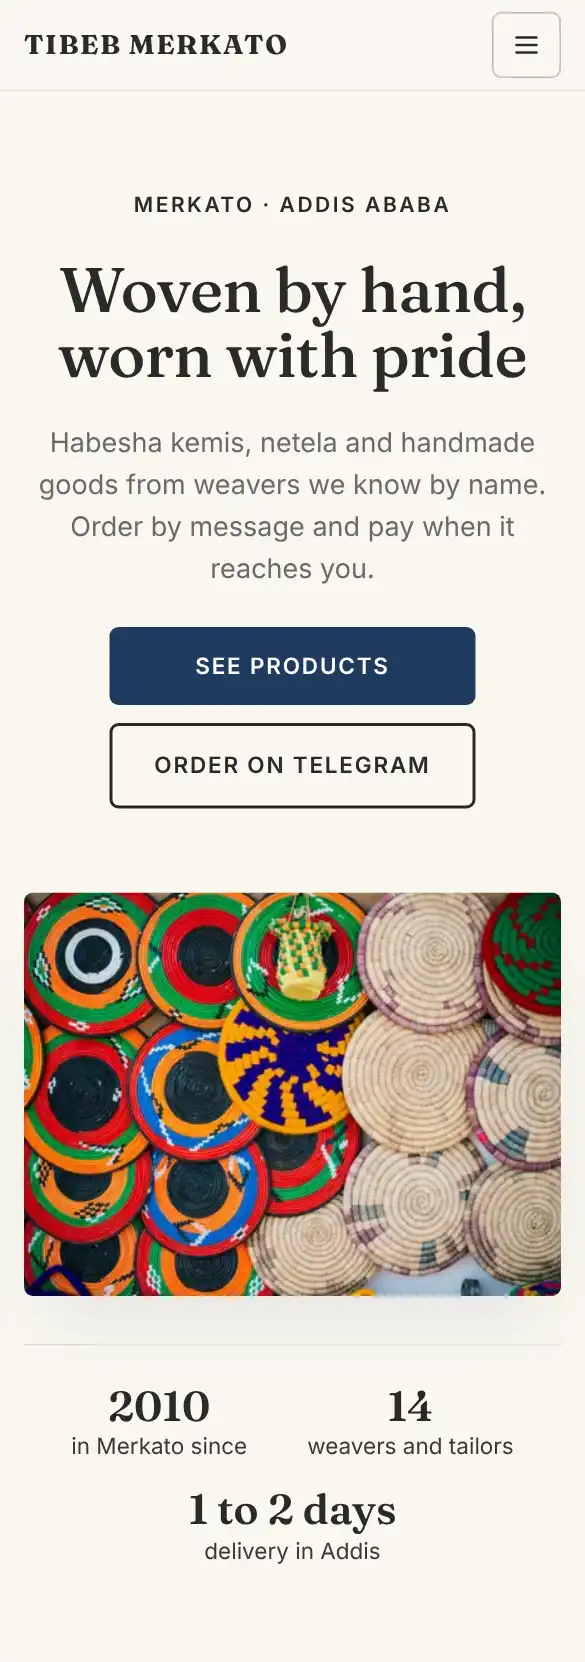 TIBEB MERKATO
MERKATO · ADDIS ABABA
Woven by hand,
worn with pride
Habesha kemis, netela and handmade
goods from weavers we know by name.
Order by message and pay when it
reaches you.
SEE PRODUCTS
ORDER ON TELEGRAM
2010
in Merkato since
14
weavers and tailors
1 to 2 days
delivery in Addis